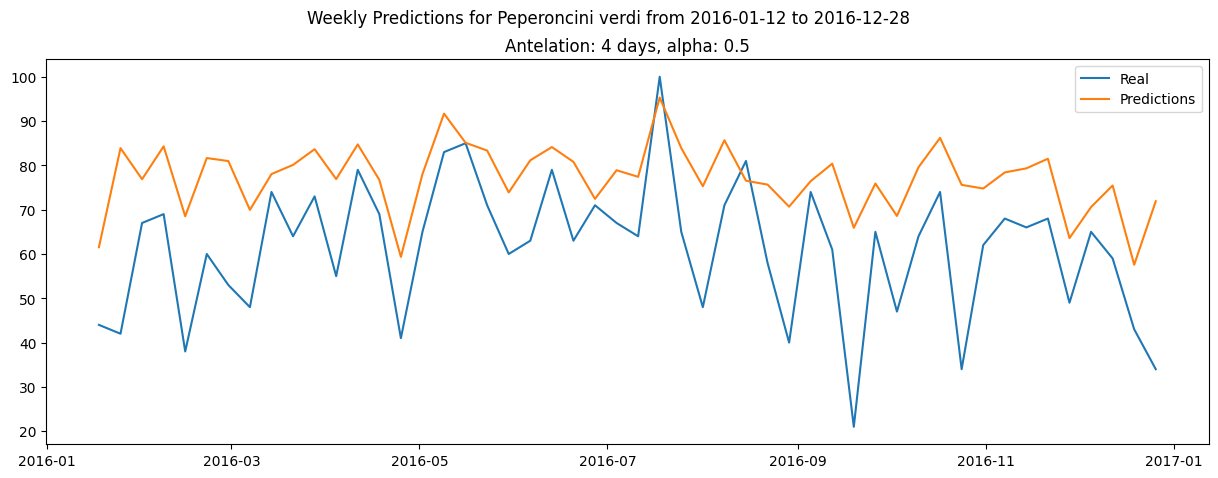 Weekly Predictions for Peperoncini verdi from 2016-01-12 to 2016-12-28
Antelation: 4 days, alpha: 0.5
Real
Predictions
100
90
80
70
60
50
40
30
20
2016-01 2016-03 2016-05 2016-07 2016-09 2016-11 2017-01